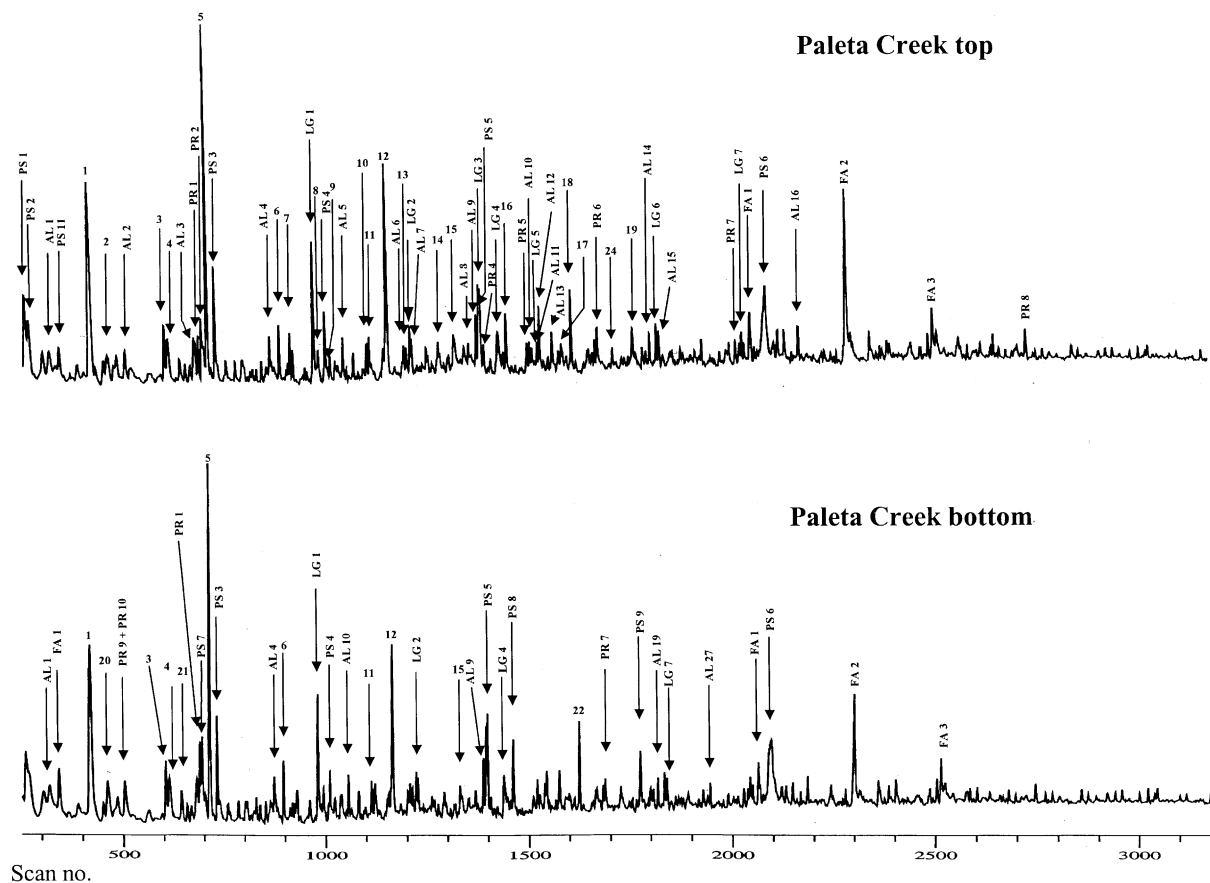 Paleta Creek top
PS 1
PS 2
1
AL 1
PS 11
2
AL 2
3
4
AL 3
PR 1
PR 2
5
PS 3
AL 4
6
7
LG 1
8
PS 4
9
AL 5
10
11
12
AL 6
13
LG 2
AL 7
14
15
AL 8
AL 9
LG 3
PS 5
PR 4
LG 4
16
PR 5
AL 10
LG 5
AL 11
AL 12
AL 13
18
17
PR 6
24
19
AL 14
LG 6
AL 15
PR 7
LG 7
FA 1
PS 6
AL 16
FA 2
FA 3
PR 8
Paleta Creek bottom
AL 1
FA 1
1
20
PR 9 + PR 10
3
4
21
PR 1
PS 7
5
PS 3
AL 4
6
LG 1
PS 4
AL 10
11
12
LG 2
15
AL 9
PS 5
LG 4
PS 8
22
PR 7
PS 9
AL 19
LG 7
AL 27
FA 1
PS 6
FA 2
FA 3
500 1000 1500 2000 2500 3000
Scan no.